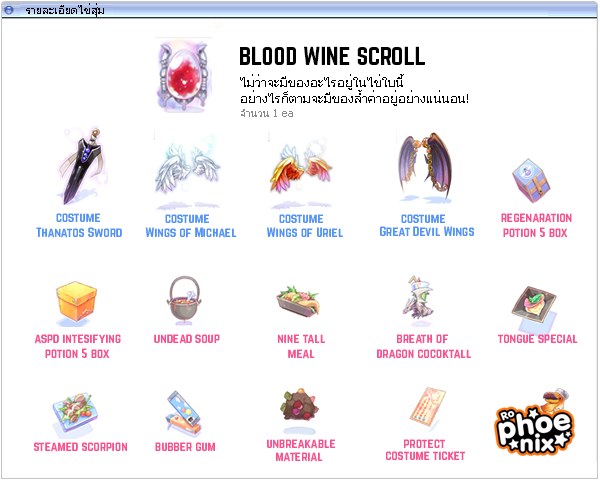 รายละเอียดไข่สุ่ม
BLOOD WINE SCROLL
ไม่ว่าจะมีของอะไรอยู่ในไข่ใบนี้
อย่างไรก็ตามจะมีของล้ำค่าอยู่อย่างแน่นอน!
จำนวน 1 ea
COSTUME
THANATOS SWORD
COSTUME
WINGS OF MICHAEL
COSTUME
WINGS OF URIEL
COSTUME
GREAT DEVIL WINGS
REGENARATION
POTION 5 BOX
ASPD INTESIFYING
POTION 5 BOX
UNDEAD SOUP
NINE TALL
MEAL
BREATH OF
DRAGON COCOKTALL
TONGUE SPECIAL
STEAMED SCORPION
BUBBER GUM
UNBREAKABLE
MATERIAL
PROTECT
COSTUME TICKET
RO
phoe
nix